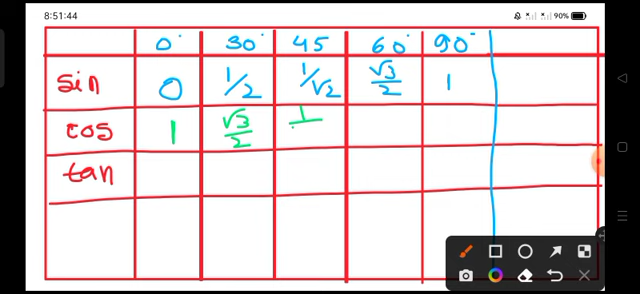 8:51:44 90%
0° 30° 45 60° 90°
sin 0 1/2 1/√2 √3/2 1
cos 1 √3/2 1/
tan